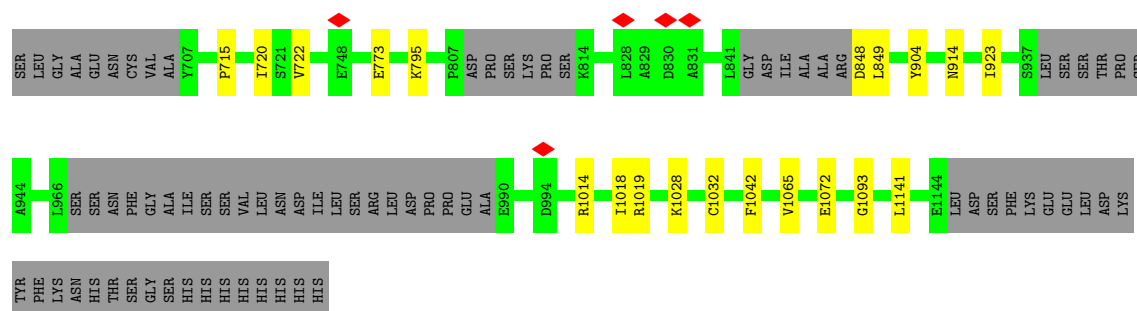 SER LEU GLY ALA GLU ASN CYS VAL ALA Y707 P715 I720 S721 V722 E748 E773 K795 P807 ASP PRO SER LYS PRO SER K814 L828 A829 D830 A831 L841 GLY ASP ILE ALA ALA ARG D848 L849 Y904 N914 I923 S937 LEU SER SER THR PRO SER
A944 L966 SER SER ASN PHE GLY ALA ILE SER SER VAL LEU ASN ASP ILE LEU SER ARG LEU ASP PRO PRO GLU ALA E990 D994 R1014 I1018 R1019 K1028 C1032 F1042 V1065 E1072 G1093 L1141 E1144 LEU ASP SER PHE LYS GLU GLU LEU ASP LYS
TYR PHE LYS ASN HIS THR SER GLY SER HIS HIS HIS HIS HIS HIS HIS HIS